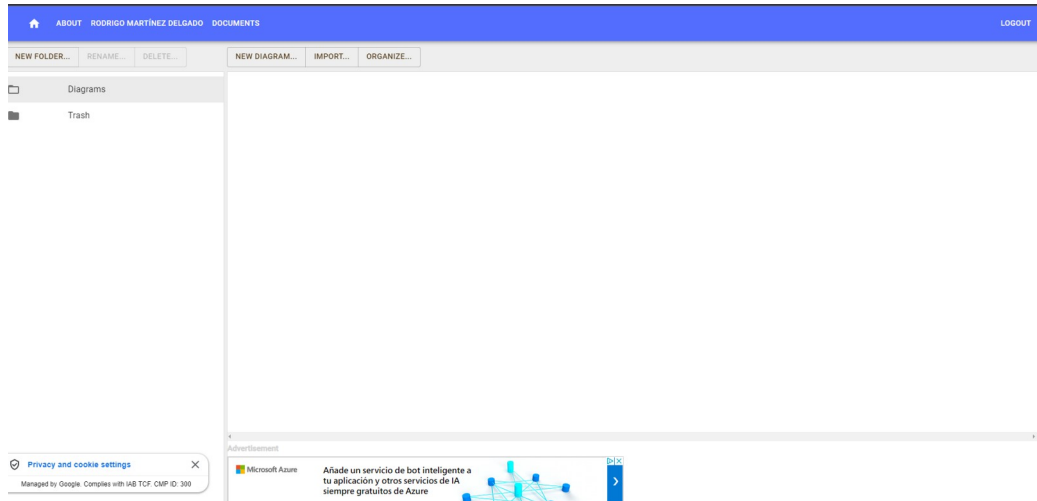 ABOUT RODRIGO MARTÍNEZ DELGADO DOCUMENTS LOGOUT
NEW FOLDER... RENAME... DELETE... NEW DIAGRAM... IMPORT... ORGANIZE...
Diagrams
Trash
Advertisement
Privacy and cookie settings
Managed by Google. Complies with IAB TCF. CMP ID: 300
Microsoft Azure
Añade un servicio de bot inteligente a
tu aplicación y otros servicios de IA
siempre gratuitos de Azure